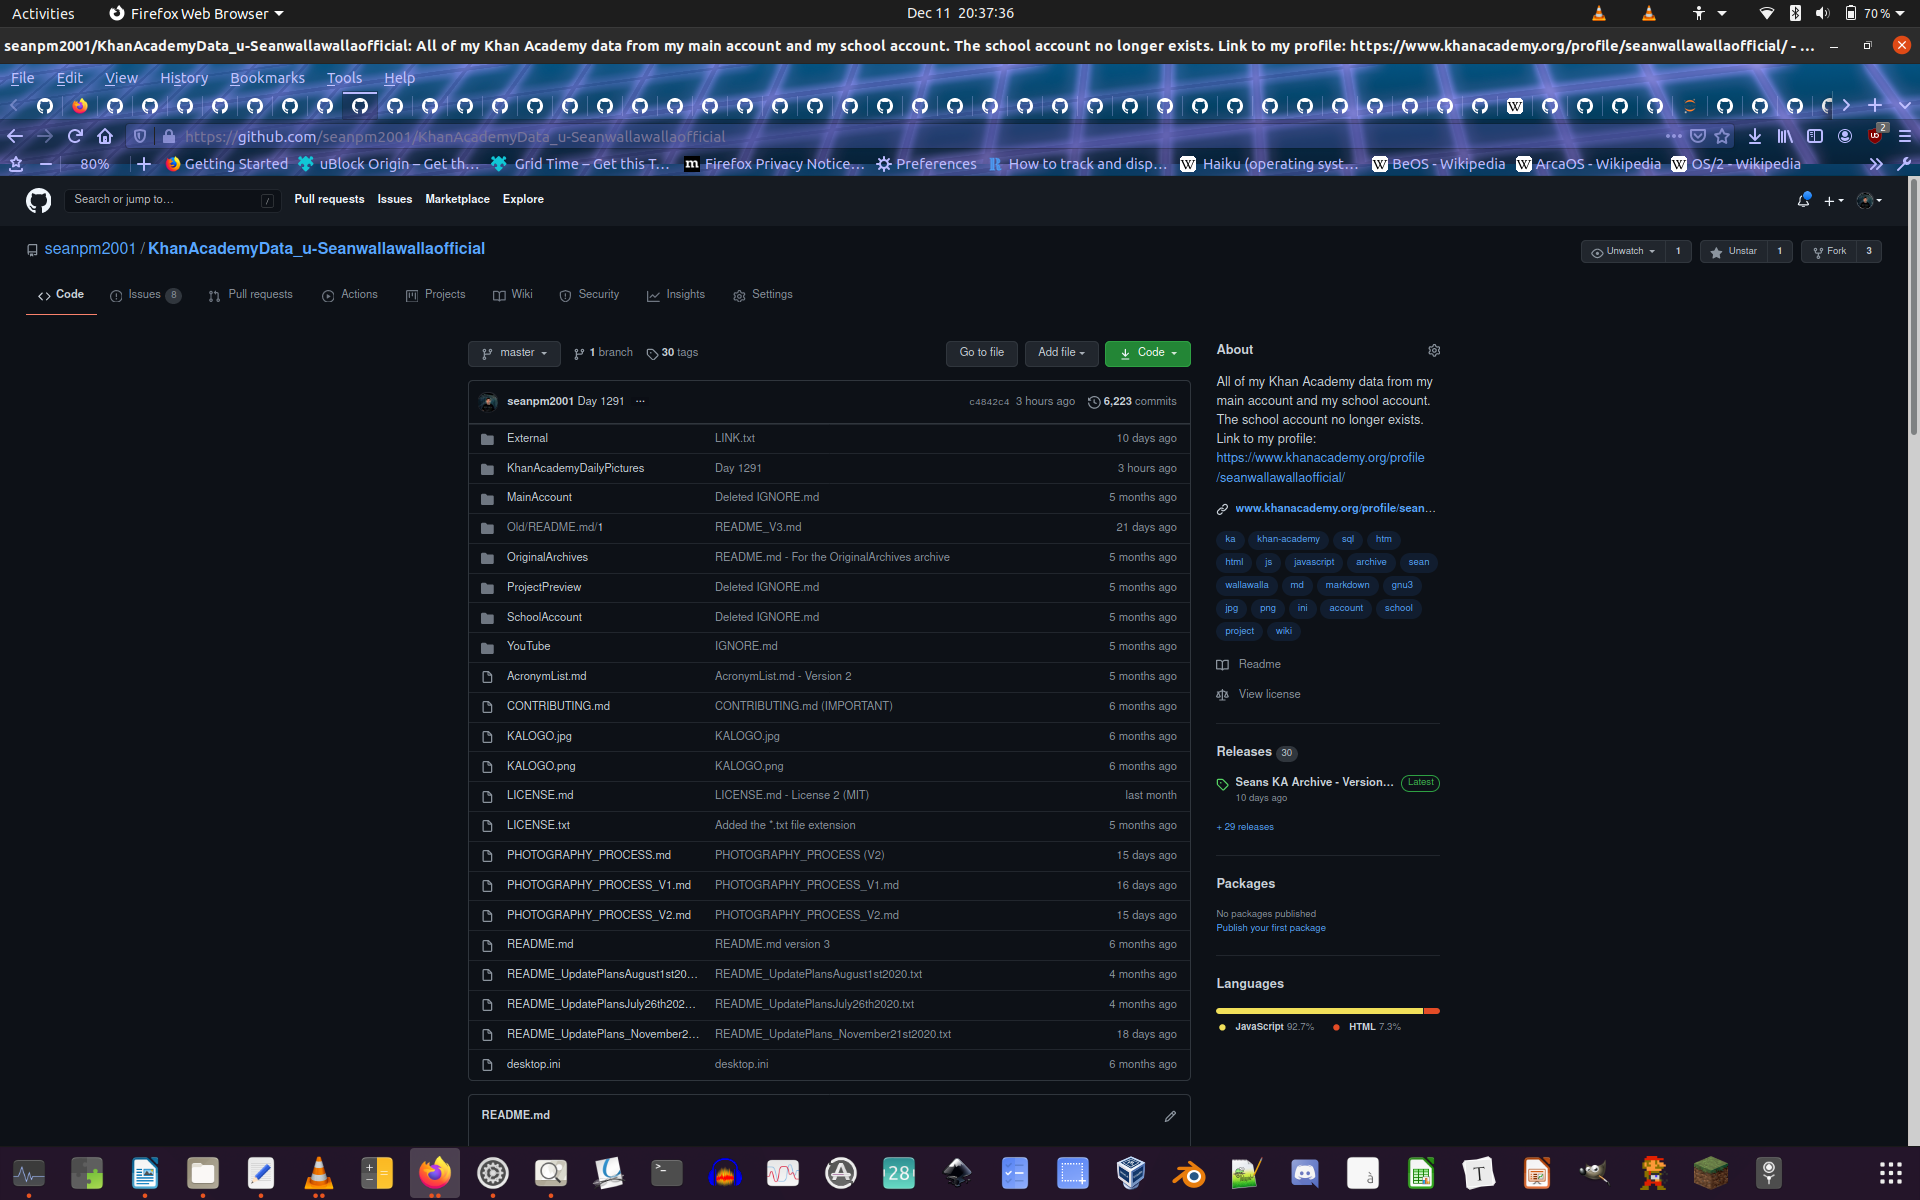 Activities
Firefox Web Browser
Dec 11 20:37:36
70 %
seanpm2001/KhanAcademyData_u-Seanwallawallaofficial: All of my Khan Academy data from my main account and my school account. The school account no longer exists. Link to my profile: https://www.khanacademy.org/profile/seanwallawallaofficial/ - …
File Edit View History Bookmarks Tools Help
https://github.com/seanpm2001/KhanAcademyData_u-Seanwallawallaofficial
2
80%
Getting Started
uBlock Origin – Get th…
Grid Time – Get this T…
Firefox Privacy Notice…
Preferences
How to track and disp…
Haiku (operating syst…
BeOS - Wikipedia
ArcaOS - Wikipedia
OS/2 - Wikipedia
Search or jump to…
/
Pull requests Issues Marketplace Explore
seanpm2001 / KhanAcademyData_u-Seanwallawallaofficial
Unwatch 1
Unstar 1
Fork 3
Code
Issues 8
Pull requests
Actions
Projects
Wiki
Security
Insights
Settings
master
1 branch
30 tags
Go to file
Add file
Code
seanpm2001 Day 1291 ...
c4842c4 3 hours ago 6,223 commits
External LINK.txt 10 days ago
KhanAcademyDailyPictures Day 1291 3 hours ago
MainAccount Deleted IGNORE.md 5 months ago
Old/README.md/1 README_V3.md 21 days ago
OriginalArchives README.md - For the OriginalArchives archive 5 months ago
ProjectPreview Deleted IGNORE.md 5 months ago
SchoolAccount Deleted IGNORE.md 5 months ago
YouTube IGNORE.md 5 months ago
AcronymList.md AcronymList.md - Version 2 5 months ago
CONTRIBUTING.md CONTRIBUTING.md (IMPORTANT) 6 months ago
KALOGO.jpg KALOGO.jpg 6 months ago
KALOGO.png KALOGO.png 6 months ago
LICENSE.md LICENSE.md - License 2 (MIT) last month
LICENSE.txt Added the *.txt file extension 5 months ago
PHOTOGRAPHY_PROCESS.md PHOTOGRAPHY_PROCESS (V2) 15 days ago
PHOTOGRAPHY_PROCESS_V1.md PHOTOGRAPHY_PROCESS_V1.md 16 days ago
PHOTOGRAPHY_PROCESS_V2.md PHOTOGRAPHY_PROCESS_V2.md 15 days ago
README.md README.md version 3 6 months ago
README_UpdatePlansAugust1st20… README_UpdatePlansAugust1st2020.txt 4 months ago
README_UpdatePlansJuly26th202… README_UpdatePlansJuly26th2020.txt 4 months ago
README_UpdatePlans_November2… README_UpdatePlans_November21st2020.txt 18 days ago
desktop.ini desktop.ini 6 months ago
README.md
About
All of my Khan Academy data from my
main account and my school account.
The school account no longer exists.
Link to my profile:
https://www.khanacademy.org/profile
/seanwallawallaofficial/
www.khanacademy.org/profile/sean…
ka khan-academy sql htm
html js javascript archive sean
wallawalla md markdown gnu3
jpg png ini account school
project wiki
Readme
View license
Releases 30
Seans KA Archive - Version… Latest
10 days ago
+ 29 releases
Packages
No packages published
Publish your first package
Languages
JavaScript 92.7% HTML 7.3%
28